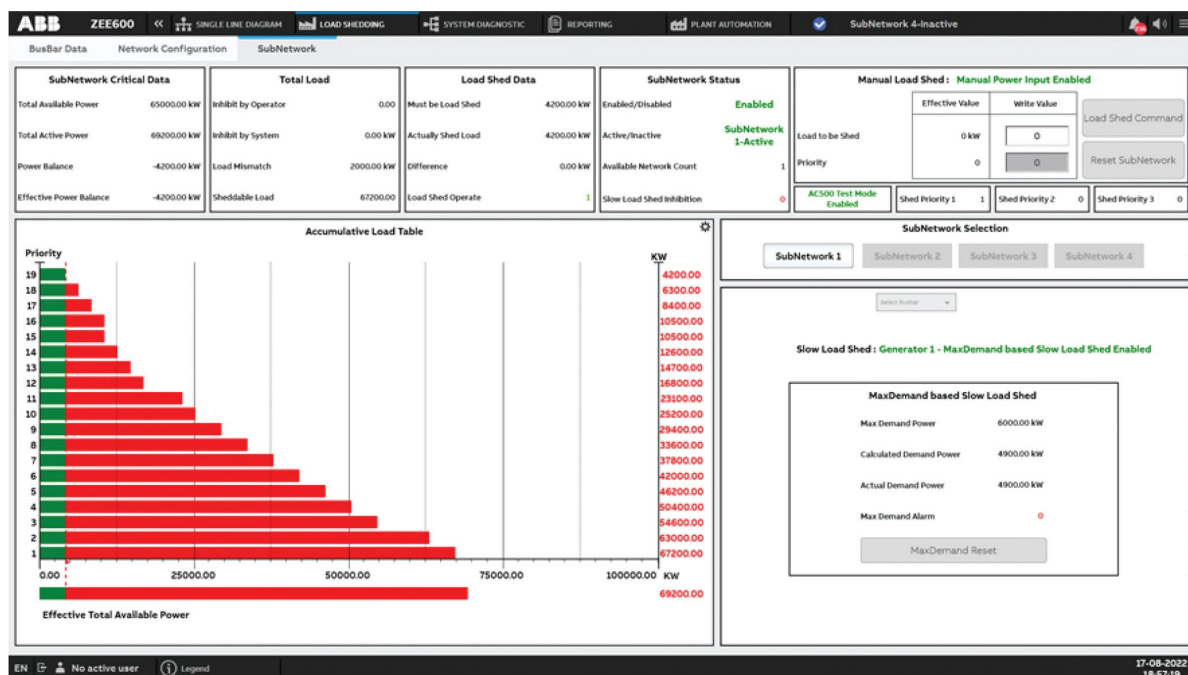 ABB ZEE600 « SINGLE LINE DIAGRAM LOAD SHEDDING SYSTEM DIAGNOSTIC REPORTING PLANT AUTOMATION SubNetwork 4-Inactive
BusBar Data Network Configuration SubNetwork
SubNetwork Critical Data
Total Available Power 65000.00 kW
Total Active Power 69200.00 kW
Power Balance -4200.00 kW
Effective Power Balance -4200.00 kW
Total Load
Inhibit by Operator 0.00
Inhibit by System 0.00 kW
Load Mismatch 2000.00 kW
Sheddable Load 67200.00
Load Shed Data
Must be Load Shed 4200.00 kW
Actually Shed Load 4200.00 kW
Difference 0.00 kW
Load Shed Operate 1
SubNetwork Status
Enabled/Disabled Enabled
Active/Inactive SubNetwork
1-Active
Available Network Count 1
Slow Load Shed Inhibition 0
Manual Load Shed : Manual Power Input Enabled
Effective Value Write Value
Load to be Shed 0 kW 0
Priority 0 0
Load Shed Command
Reset SubNetwork
AC500 Test Mode
Enabled
Shed Priority 1 1
Shed Priority 2 0
Shed Priority 3 0
Accumulative Load Table
Priority KW
19 4200.00
18 6300.00
17 8400.00
16 10500.00
15 10500.00
14 12600.00
13 14700.00
12 16800.00
11 23100.00
10 25200.00
9 29400.00
8 33600.00
7 37800.00
6 42000.00
5 46200.00
4 50400.00
3 54600.00
2 63000.00
1 67200.00
0.00 25000.00 50000.00 75000.00 100000.00 KW
69200.00
Effective Total Available Power
SubNetwork Selection
SubNetwork 1 SubNetwork 2 SubNetwork 3 SubNetwork 4
Select BusBar
Slow Load Shed : Generator 1 - MaxDemand based Slow Load Shed Enabled
MaxDemand based Slow Load Shed
Max Demand Power 6000.00 kW
Calculated Demand Power 4900.00 kW
Actual Demand Power 4900.00 kW
Max Demand Alarm 0
MaxDemand Reset
EN No active user Legend
17-08-2022
18:57:19